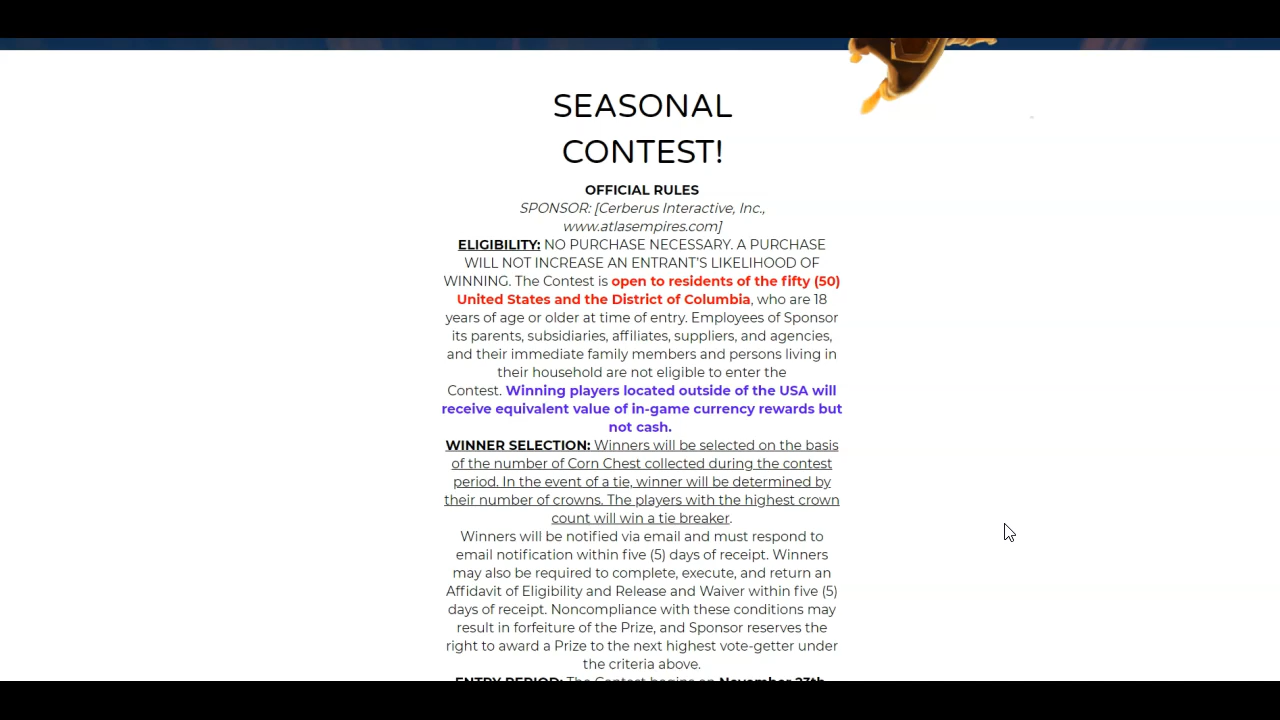 SEASONAL
CONTEST!
OFFICIAL RULES
SPONSOR: [Cerberus Interactive, Inc.,
www.atlasempires.com]
ELIGIBILITY: NO PURCHASE NECESSARY. A PURCHASE
WILL NOT INCREASE AN ENTRANT'S LIKELIHOOD OF
WINNING. The Contest is open to residents of the fifty (50)
United States and the District of Columbia, who are 18
years of age or older at time of entry. Employees of Sponsor
its parents, subsidiaries, affiliates, suppliers, and agencies,
and their immediate family members and persons living in
their household are not eligible to enter the
Contest. Winning players located outside of the USA will
receive equivalent value of in-game currency rewards but
not cash.
WINNER SELECTION: Winners will be selected on the basis
of the number of Corn Chest collected during the contest
period. In the event of a tie, winner will be determined by
their number of crowns. The players with the highest crown
count will win a tie breaker.
Winners will be notified via email and must respond to
email notification within five (5) days of receipt. Winners
may also be required to complete, execute, and return an
Affidavit of Eligibility and Release and Waiver within five (5)
days of receipt. Noncompliance with these conditions may
result in forfeiture of the Prize, and Sponsor reserves the
right to award a Prize to the next highest vote-getter under
the criteria above.
ENTRY PERIOD: The Contest begins on November 27th